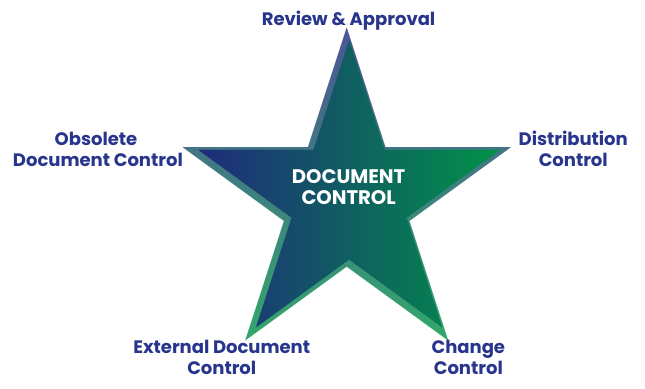 Review & Approval
Obsolete
Document Control
Distribution
Control
DOCUMENT
CONTROL
External Document
Control
Change
Control